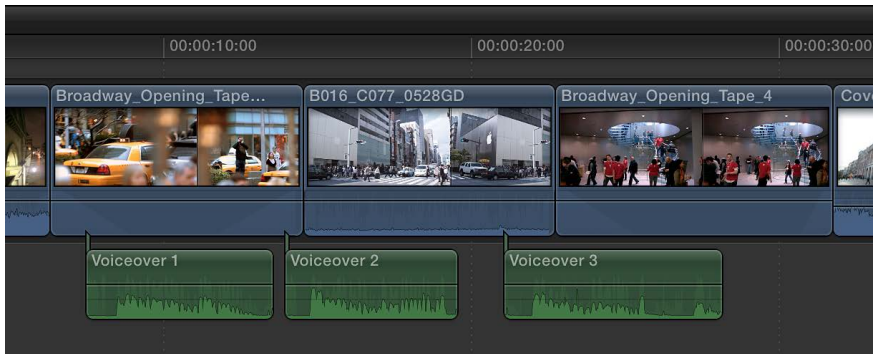 00:00:10:00
00:00:20:00
00:00:30:00
Broadway_Opening_Tape...
B016_C077_0528GD
Broadway_Opening_Tape_4
Cove
Voiceover 1
Voiceover 2
Voiceover 3